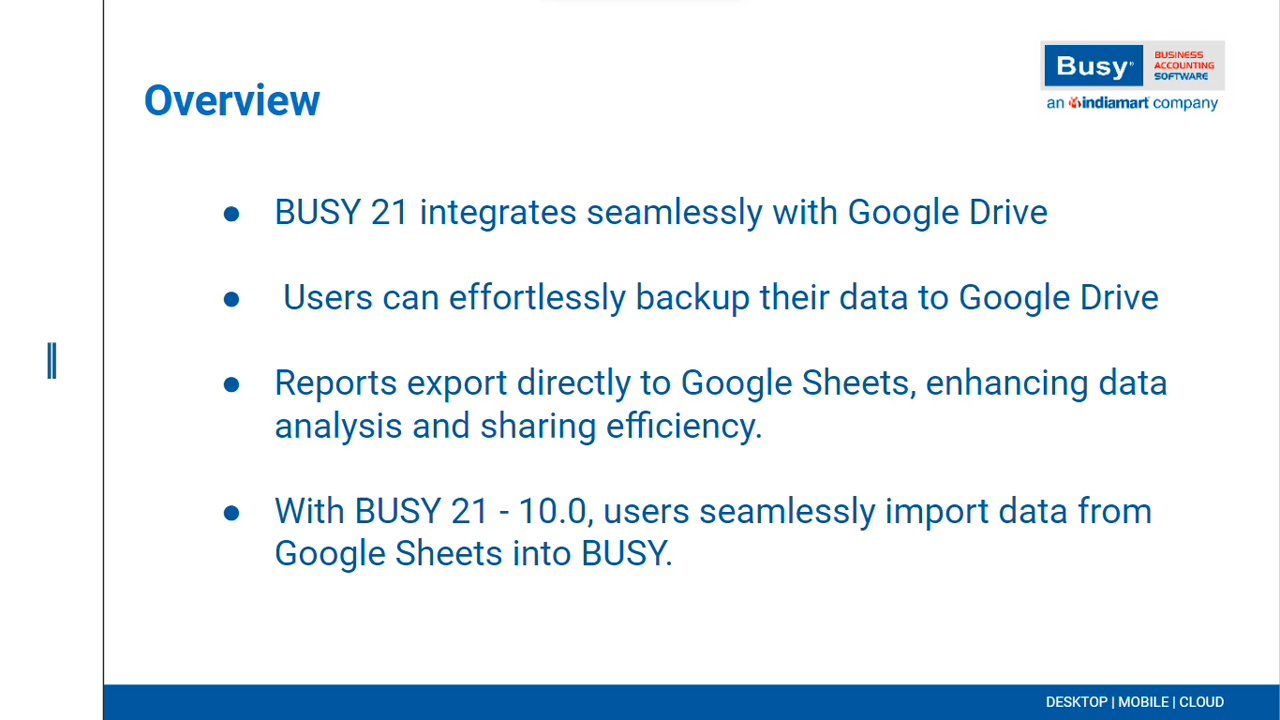 Overview
Busy
BUSINESS
ACCOUNTING
SOFTWARE
an indiamart company
● BUSY 21 integrates seamlessly with Google Drive
● Users can effortlessly backup their data to Google Drive
● Reports export directly to Google Sheets, enhancing data
analysis and sharing efficiency.
● With BUSY 21 - 10.0, users seamlessly import data from
Google Sheets into BUSY.
DESKTOP | MOBILE | CLOUD